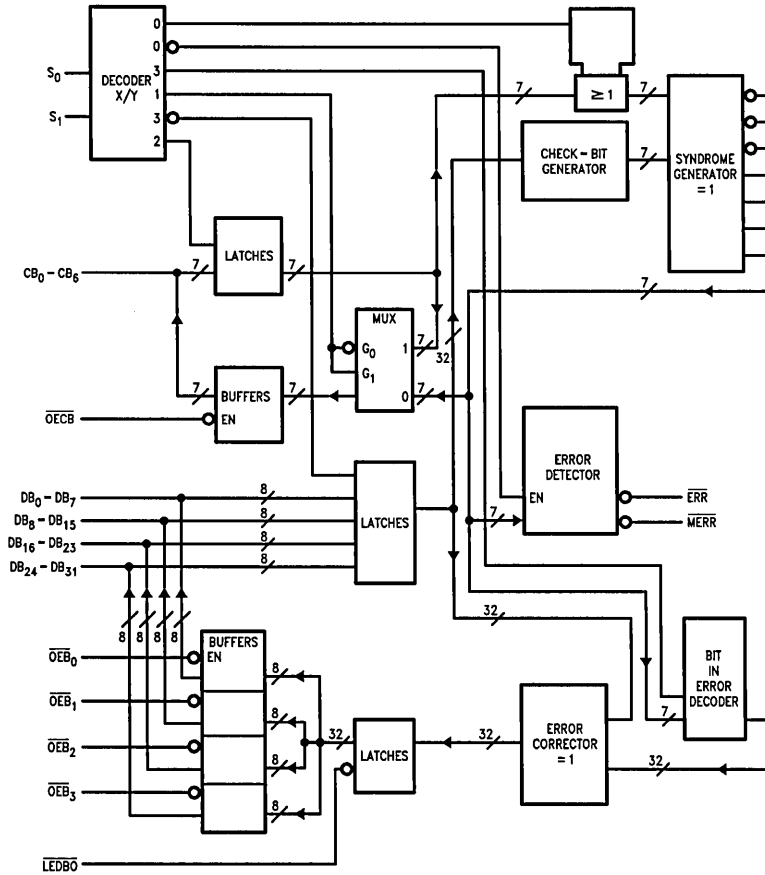 0
0
S₀
DECODER
X/Y
3
1
S₁
3
2
7
≥ 1
7
CHECK – BIT
GENERATOR
7
SYNDROME
GENERATOR
= 1
LATCHES
CB₀ – CB₆
7
7
7
MUX
G₀
1
7
32
G₁
7
BUFFERS
7
0
7
OECB
EN
ERROR
DETECTOR
DB₀ – DB₇
8
EN
ERR
DB₈ – DB₁₅
8
LATCHES
7
MERR
DB₁₆ – DB₂₃
8
DB₂₄ – DB₃₁
8
8
8
8
8
32
BUFFERS
OEB₀
EN
8
BIT
IN
ERROR
DECODER
OEB₁
8
7
32
LATCHES
32
ERROR
CORRECTOR
= 1
OEB₂
8
32
OEB₃
8
LEDBO